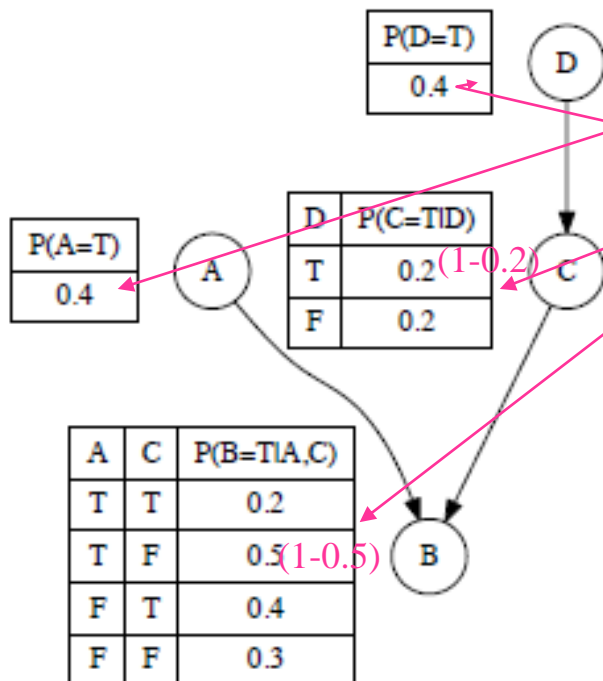 P(D=T)
0.4
D
D P(C=T|D)
T 0.2
F 0.2
(1-0.2)
C
P(A=T)
0.4
A
A C P(B=T|A,C)
T T 0.2
T F 0.5
(1-0.5)
F T 0.4
F F 0.3
B